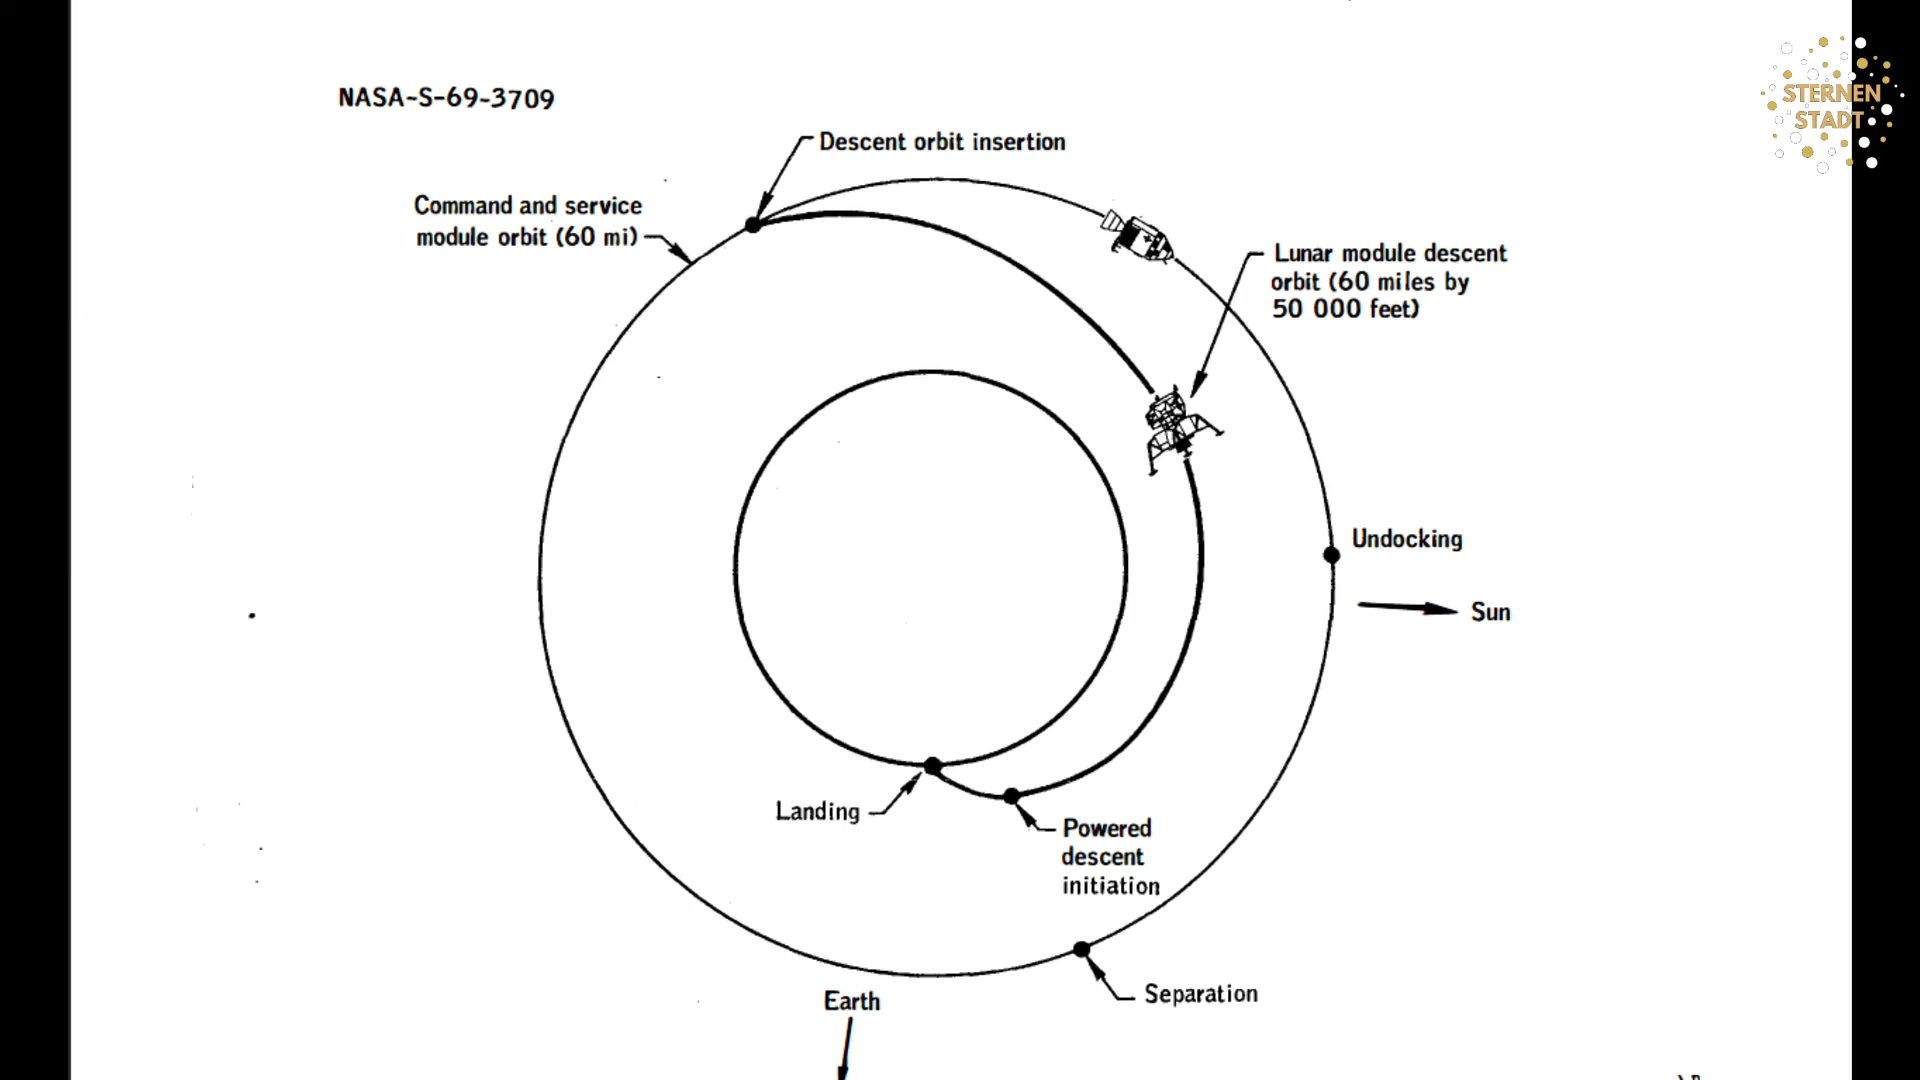 NASA-S-69-3709
STERNEN
STADT
Descent orbit insertion
Command and service
module orbit (60 mi)
Lunar module descent
orbit (60 miles by
50 000 feet)
Undocking
Sun
Landing
Powered
descent
initiation
Separation
Earth